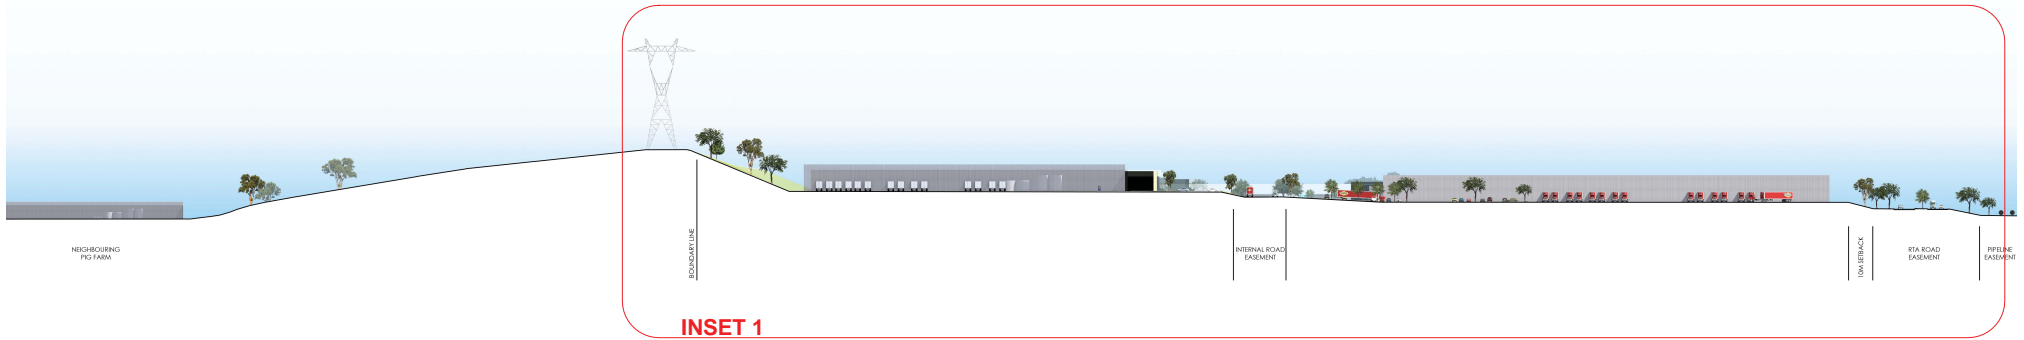 NEIGHBOURING
PIG FARM
BOUNDARY LINE
INTERNAL ROAD
EASEMENT
10M SETBACK
RTA ROAD
EASEMENT
PIPELINE
EASEMENT
INSET 1